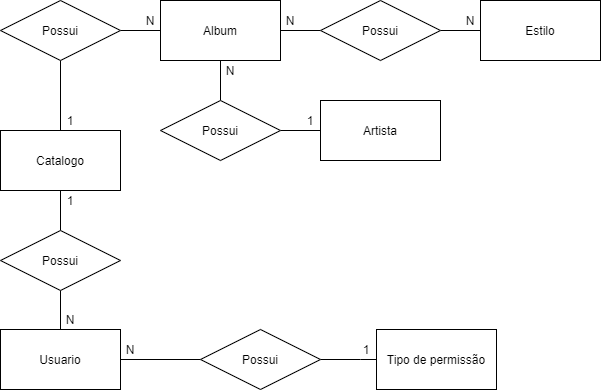 Possui
N
Album
N
Possui
N
Estilo
N
1
Possui
1
Artista
Catalogo
1
Possui
N
Usuario
N
Possui
1
Tipo de permissão